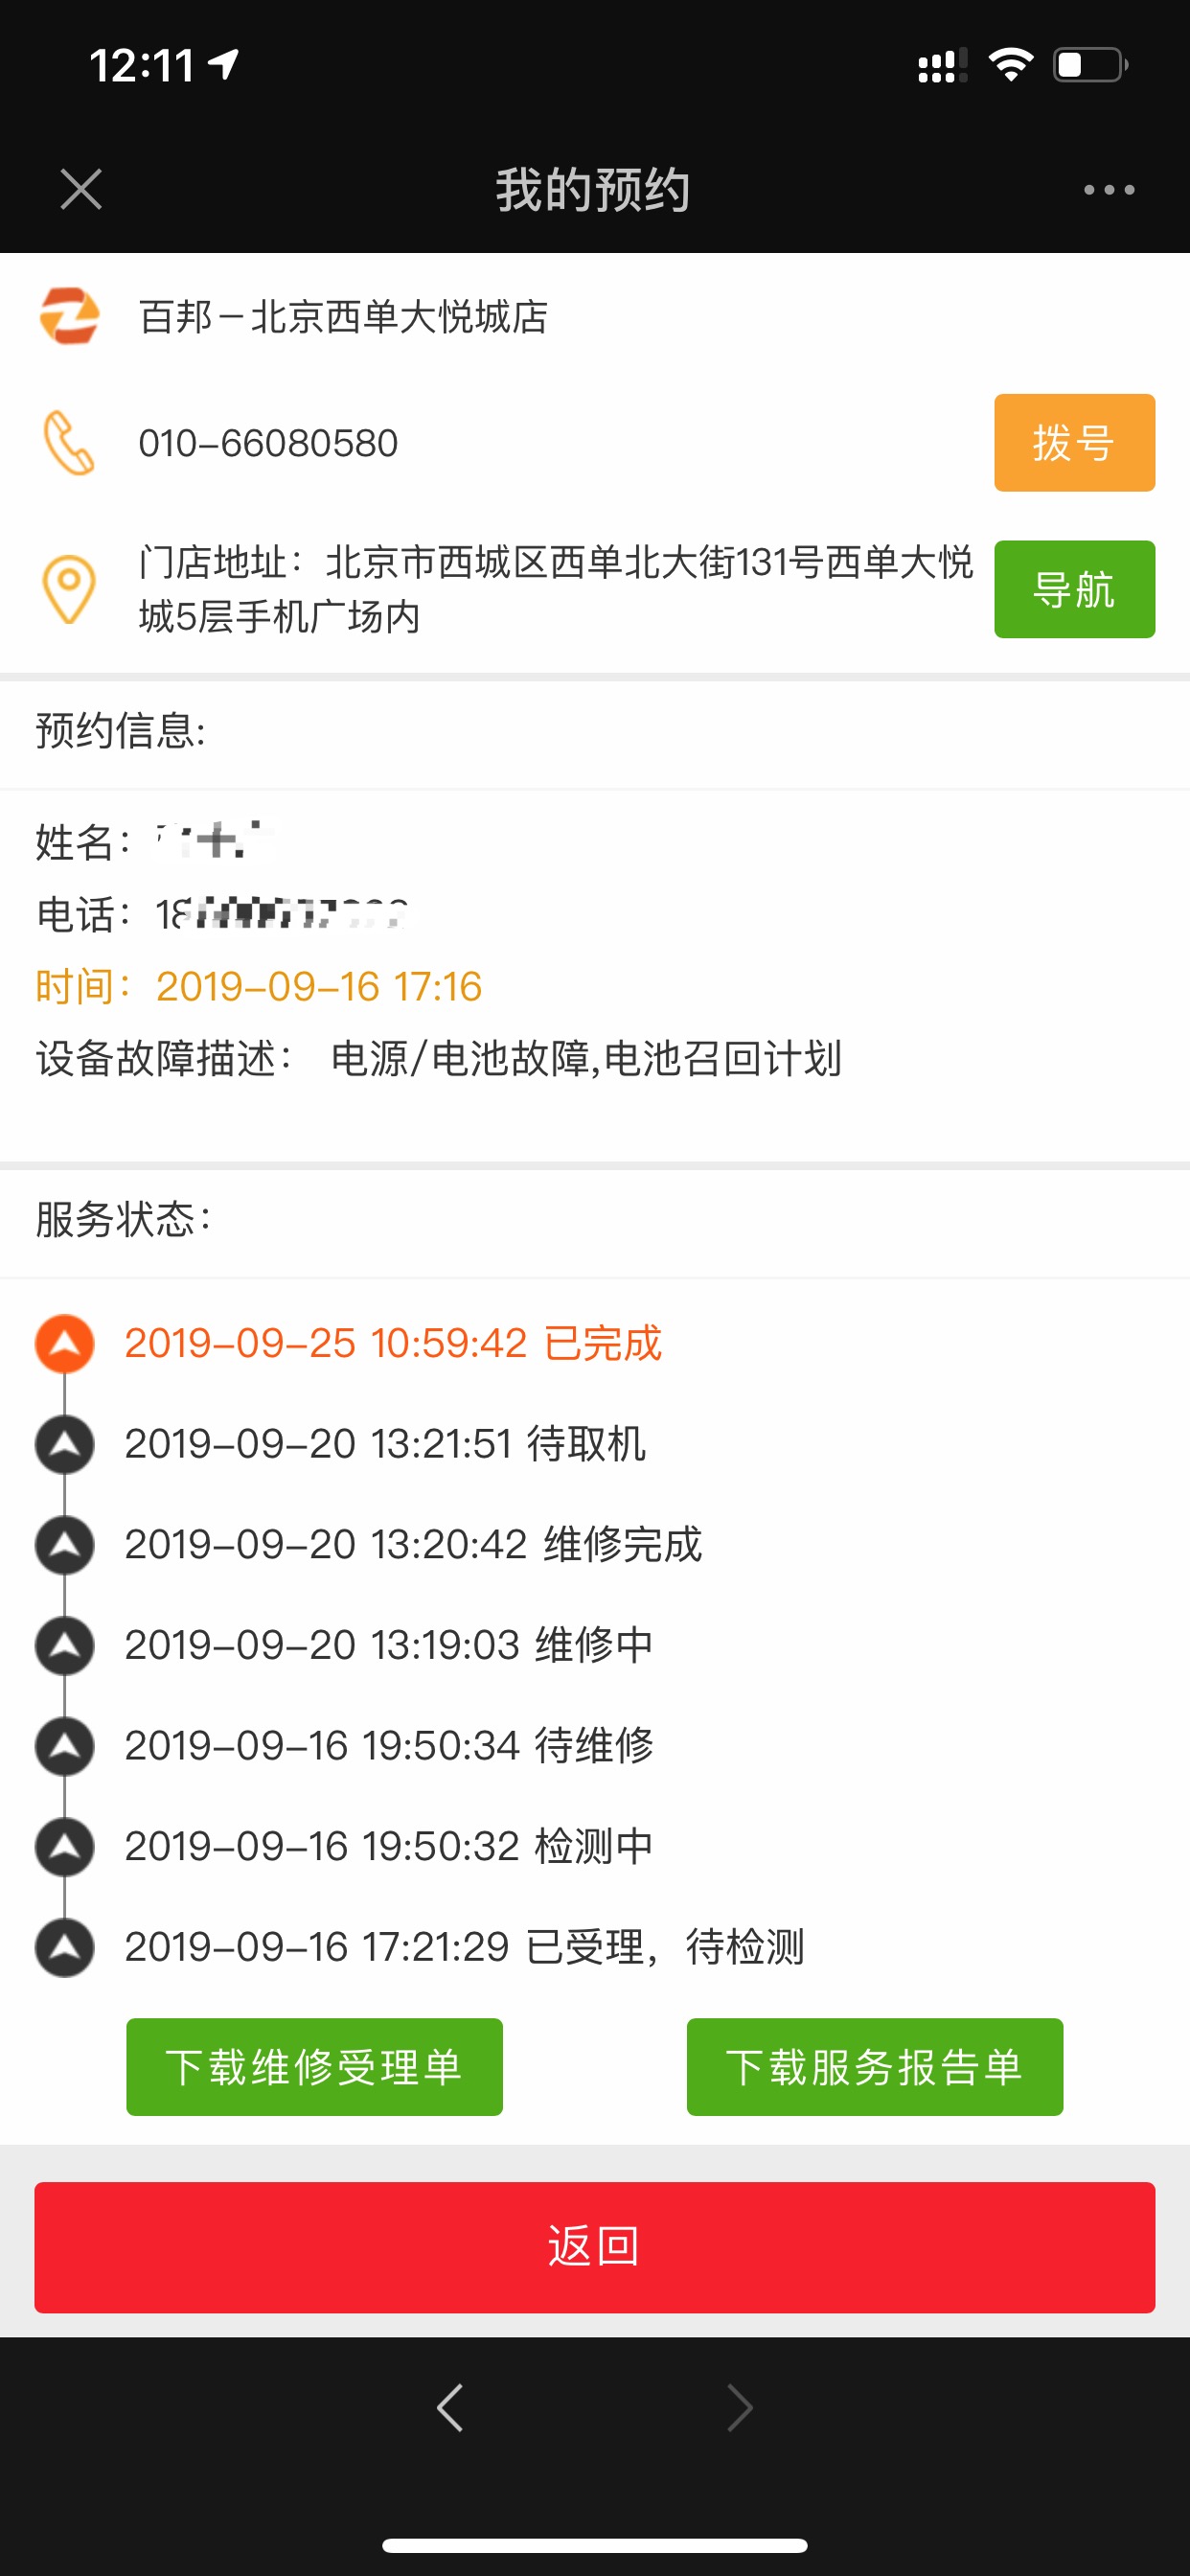 12:11
我的预约
百邦－北京西单大悦城店
010-66080580
拨号
门店地址：北京市西城区西单北大街131号西单大悦
城5层手机广场内
导航
预约信息:
姓名：
电话：18
时间：2019-09-16 17:16
设备故障描述： 电源/电池故障,电池召回计划
服务状态：
2019-09-25 10:59:42 已完成
2019-09-20 13:21:51 待取机
2019-09-20 13:20:42 维修完成
2019-09-20 13:19:03 维修中
2019-09-16 19:50:34 待维修
2019-09-16 19:50:32 检测中
2019-09-16 17:21:29 已受理，待检测
下载维修受理单
下载服务报告单
返回